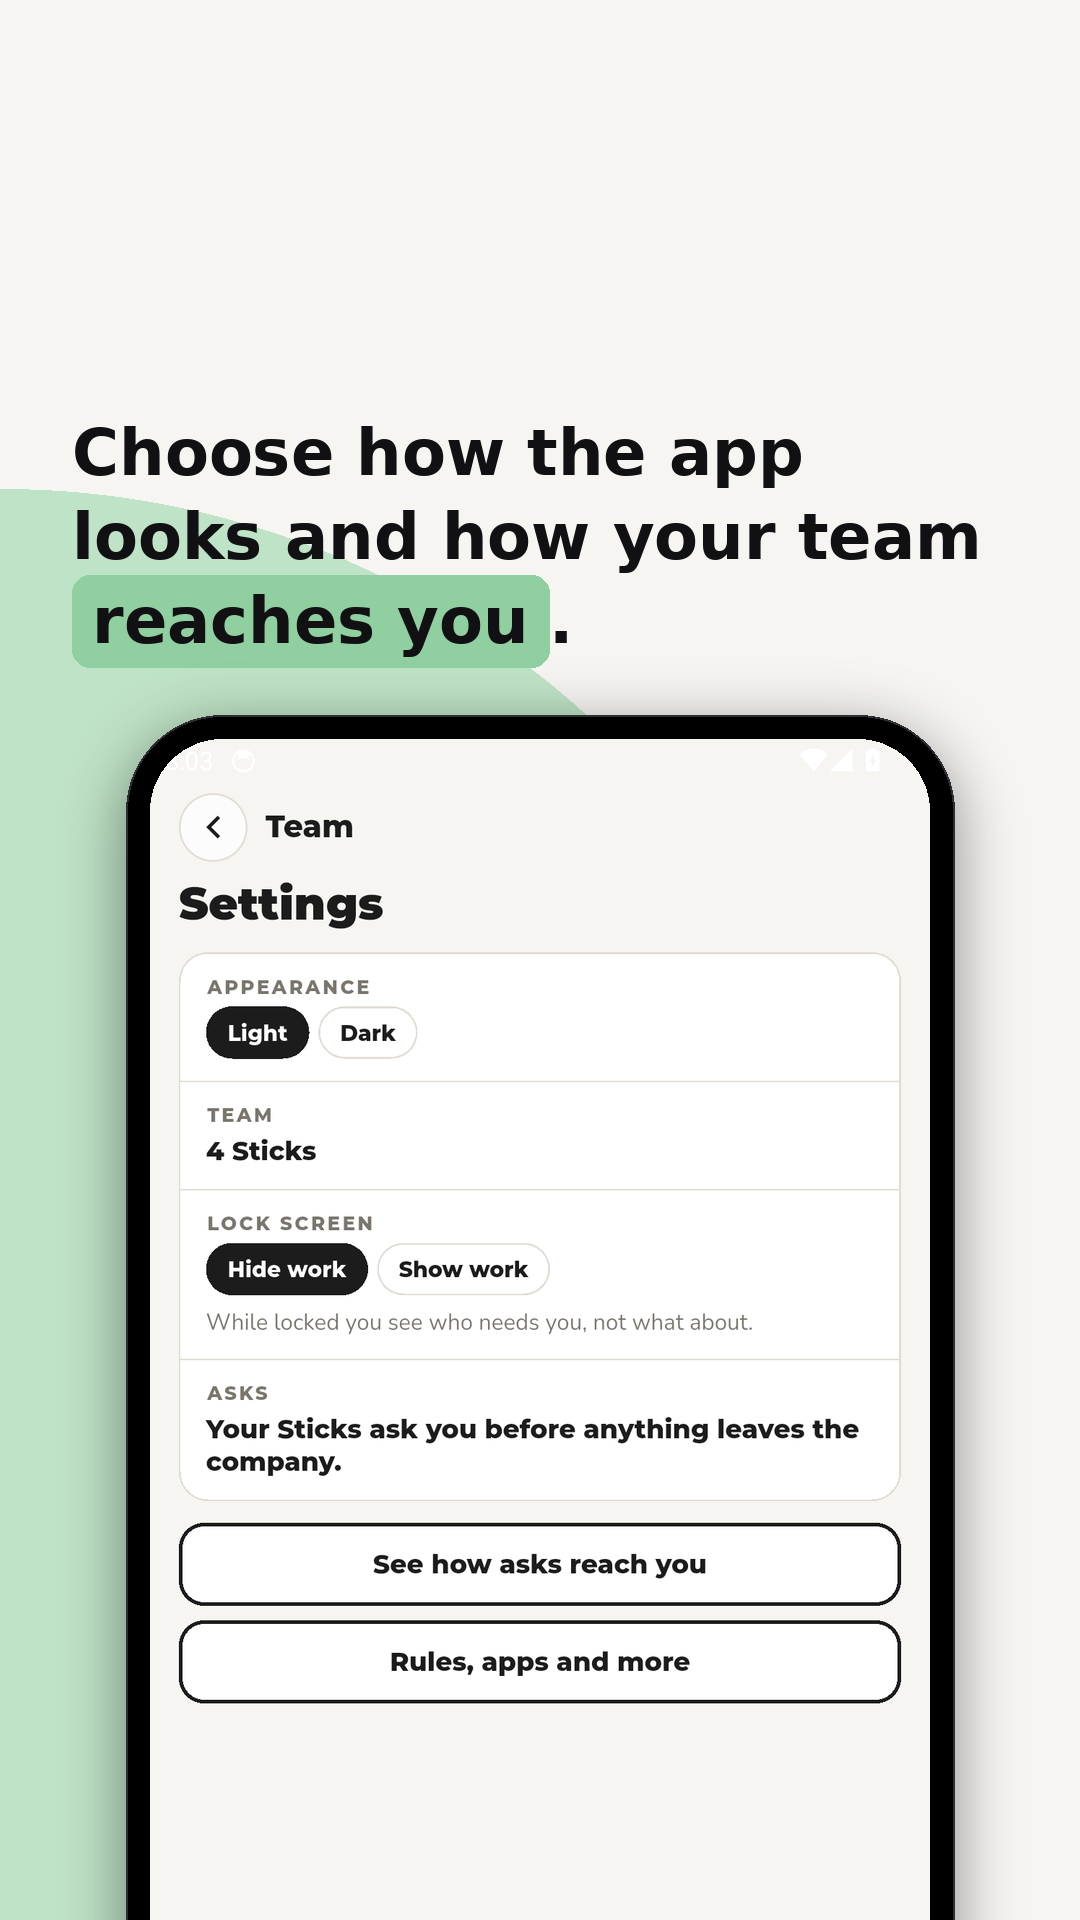 Choose how the app
looks and how your team
reaches you.
Team
Settings
APPEARANCE
Light
Dark
TEAM
4 Sticks
LOCK SCREEN
Hide work
Show work
While locked you see who needs you, not what about.
ASKS
Your Sticks ask you before anything leaves the
company.
See how asks reach you
Rules, apps and more